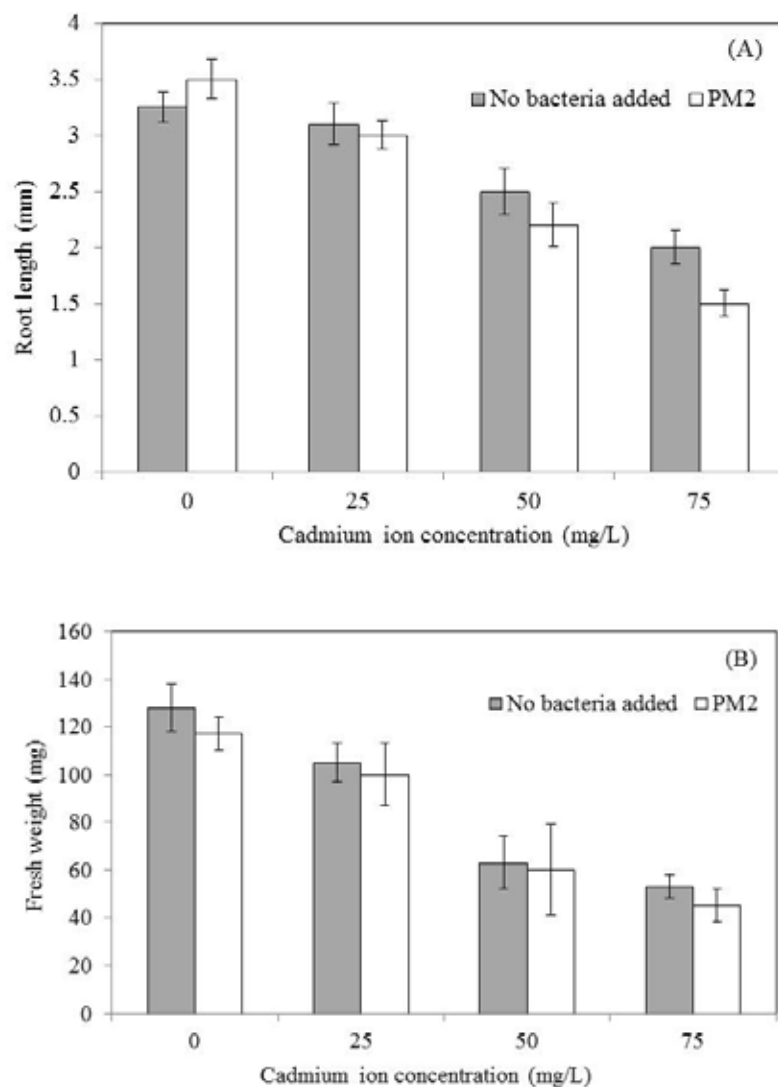 (A)
No bacteria added PM2
Root length (mm)
4
3.5
3
2.5
2
1.5
1
0.5
0
0 25 50 75
Cadmium ion concentration (mg/L)
(B)
No bacteria added PM2
Fresh weight (mg)
160
140
120
100
80
60
40
20
0
0 25 50 75
Cadmium ion concentration (mg/L)